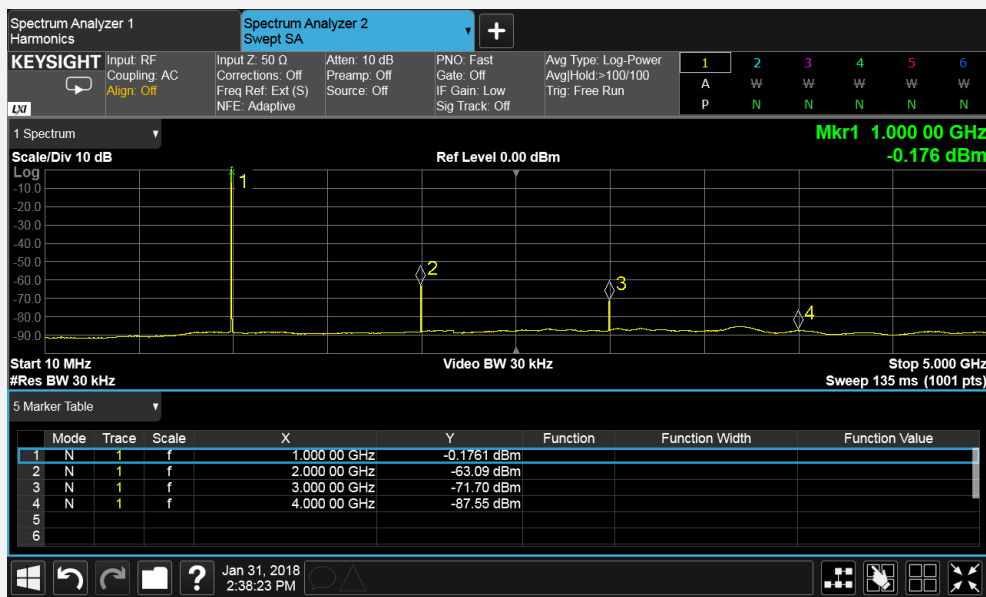 Spectrum Analyzer 1
Harmonics
Spectrum Analyzer 2
Swept SA
+
KEYSIGHT
LXI
Input: RF
Coupling: AC
Align: Off
Input Z: 50 Ω
Corrections: Off
Freq Ref: Ext (S)
NFE: Adaptive
Atten: 10 dB
Preamp: Off
Source: Off
PNO: Fast
Gate: Off
IF Gain: Low
Sig Track: Off
Avg Type: Log-Power
Avg|Hold:>100/100
Trig: Free Run
1 2 3 4 5 6
A W W W W W
P N N N N N
1 Spectrum
Mkr1 1.000 00 GHz
-0.176 dBm
Scale/Div 10 dB
Ref Level 0.00 dBm
Log
-10.0
-20.0
-30.0
-40.0
-50.0
-60.0
-70.0
-80.0
-90.0
1
2
3
4
Start 10 MHz
Video BW 30 kHz
Stop 5.000 GHz
#Res BW 30 kHz
Sweep 135 ms (1001 pts)
5 Marker Table
Mode Trace Scale X Y Function Function Width Function Value
1 N 1 f 1.000 00 GHz -0.1761 dBm
2 N 1 f 2.000 00 GHz -63.09 dBm
3 N 1 f 3.000 00 GHz -71.70 dBm
4 N 1 f 4.000 00 GHz -87.55 dBm
5
6
?
Jan 31, 2018
2:38:23 PM